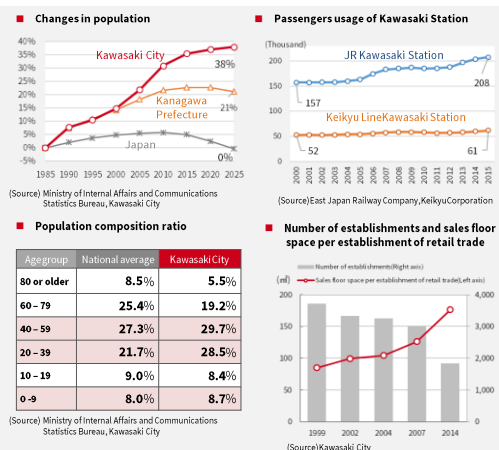 Changes in population
40%
35%
30%
25%
20%
15%
10%
5%
0%
-5%
Kawasaki City
38%
Kanagawa
Prefecture
21%
Japan
0%
1985 1990 1995 2000 2005 2010 2015 2020 2025
(Source) Ministry of Internal Affairs and Communications
Statistics Bureau, Kawasaki City
Passengers usage of Kawasaki Station
(Thousand)
200
150
100
50
0
JR Kawasaki Station
157
208
Keikyu LineKawasaki Station
52
61
2000 2001 2002 2003 2004 2005 2006 2007 2008 2009 2010 2011 2012 2013 2014 2015
(Source)East Japan Railway Company, KeikyuCorporation
Population composition ratio
Age group National average Kawasaki City
80 or older 8.5% 5.5%
60 – 79 25.4% 19.2%
40 – 59 27.3% 29.7%
20 – 39 21.7% 28.5%
10 – 19 9.0% 8.4%
0 -9 8.0% 8.7%
(Source) Ministry of Internal Affairs and Communications
Statistics Bureau, Kawasaki City
Number of establishments and sales floor
space per establishment of retail trade
Number of establishments(Right axis)
Sales floor space per establishment of retail trade(Left axis)
(㎡)
200 4,000
150 3,000
100 2,000
50 1,000
0 0
1999 2002 2004 2007 2014
(Source)Kawasaki City